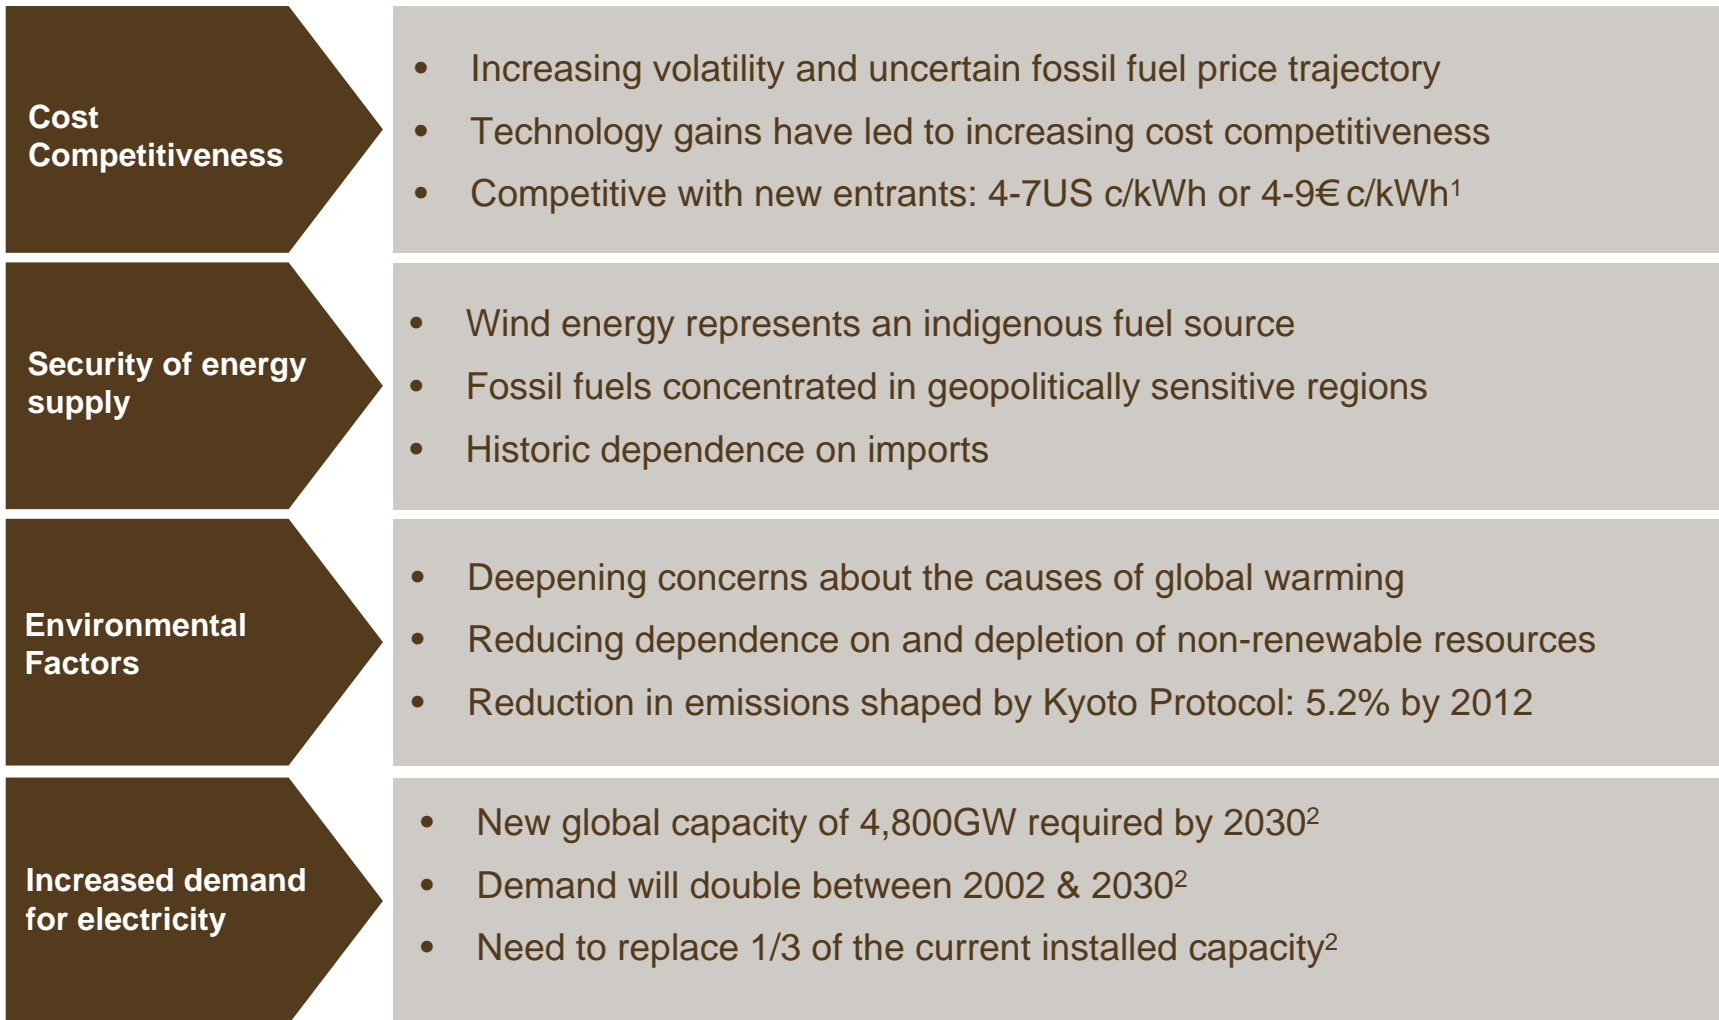 Cost
Competitiveness
• Increasing volatility and uncertain fossil fuel price trajectory
• Technology gains have led to increasing cost competitiveness
• Competitive with new entrants: 4-7US c/kWh or 4-9€ c/kWh¹
Security of energy
supply
• Wind energy represents an indigenous fuel source
• Fossil fuels concentrated in geopolitically sensitive regions
• Historic dependence on imports
Environmental
Factors
• Deepening concerns about the causes of global warming
• Reducing dependence on and depletion of non-renewable resources
• Reduction in emissions shaped by Kyoto Protocol: 5.2% by 2012
Increased demand
for electricity
• New global capacity of 4,800GW required by 2030²
• Demand will double between 2002 & 2030²
• Need to replace 1/3 of the current installed capacity²